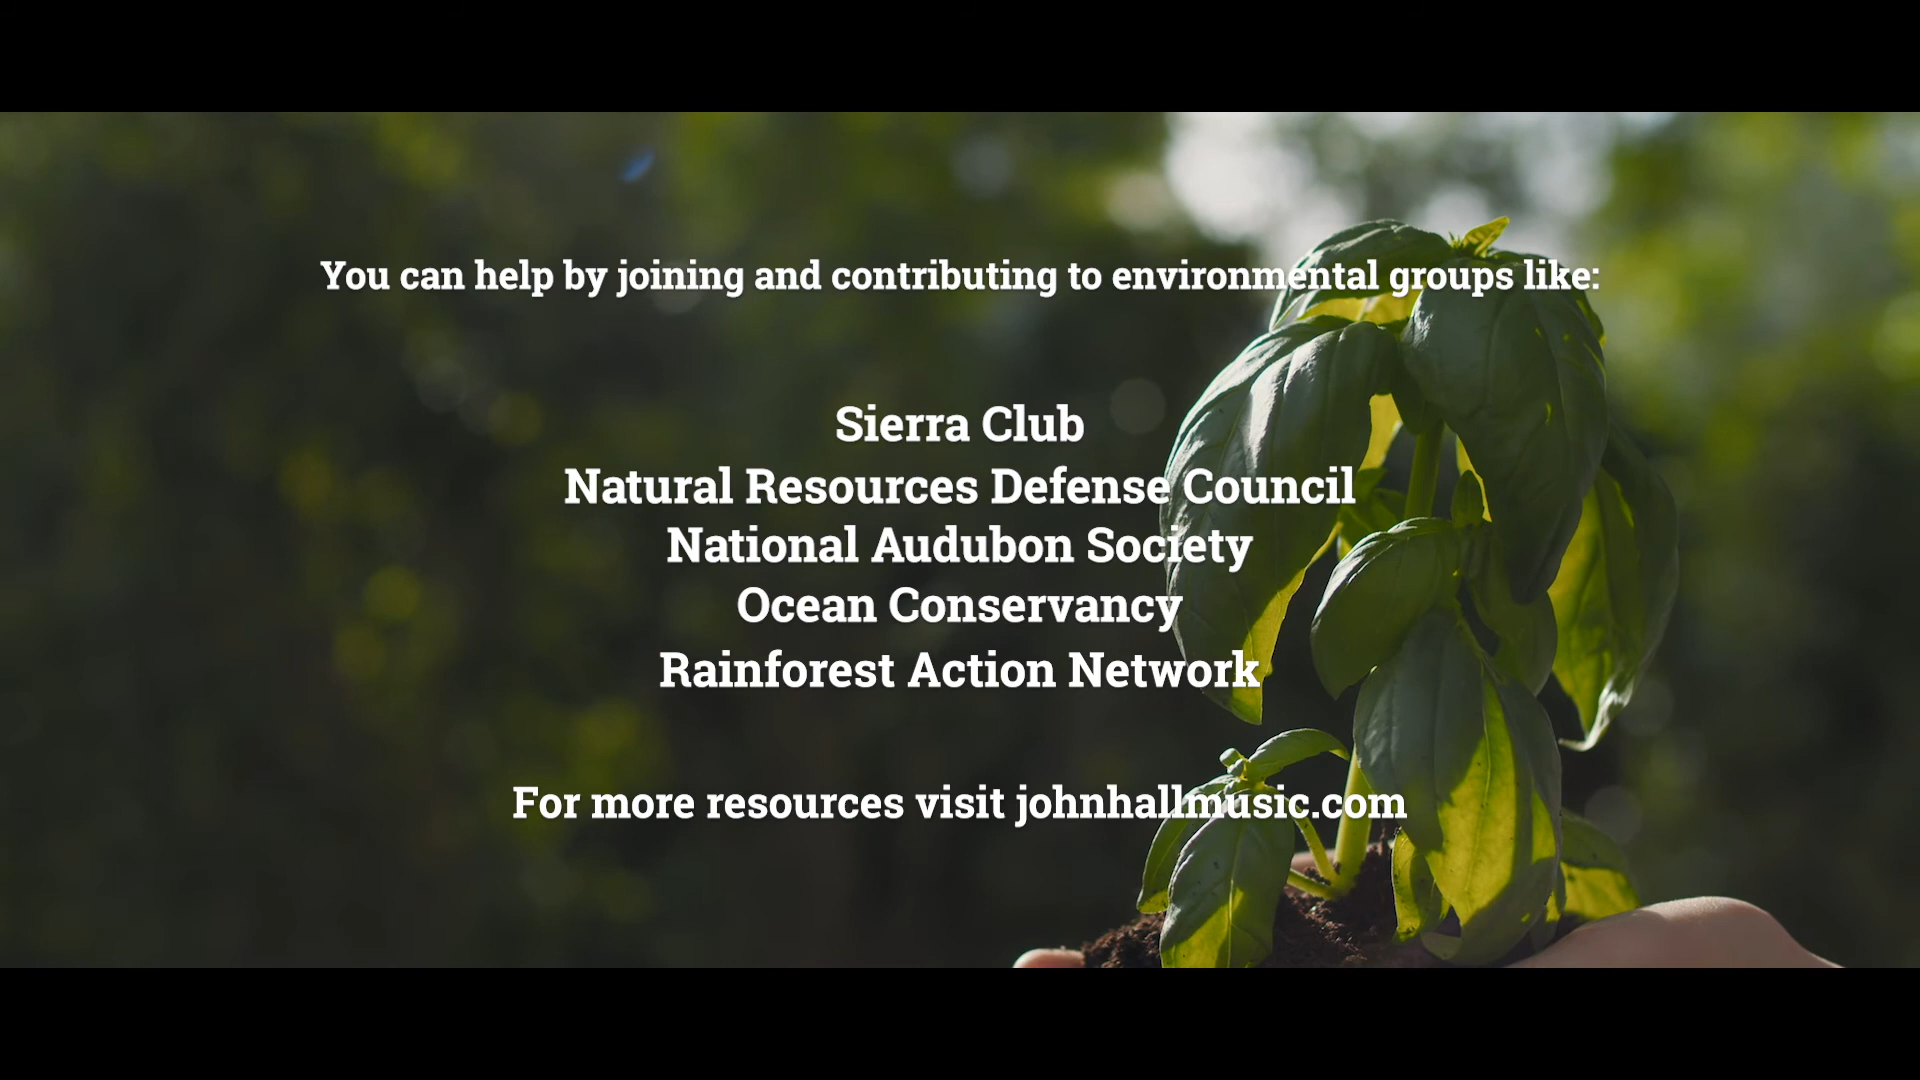 You can help by joining and contributing to environmental groups like:
Sierra Club
Natural Resources Defense Council
National Audubon Society
Ocean Conservancy
Rainforest Action Network
For more resources visit johnhallmusic.com